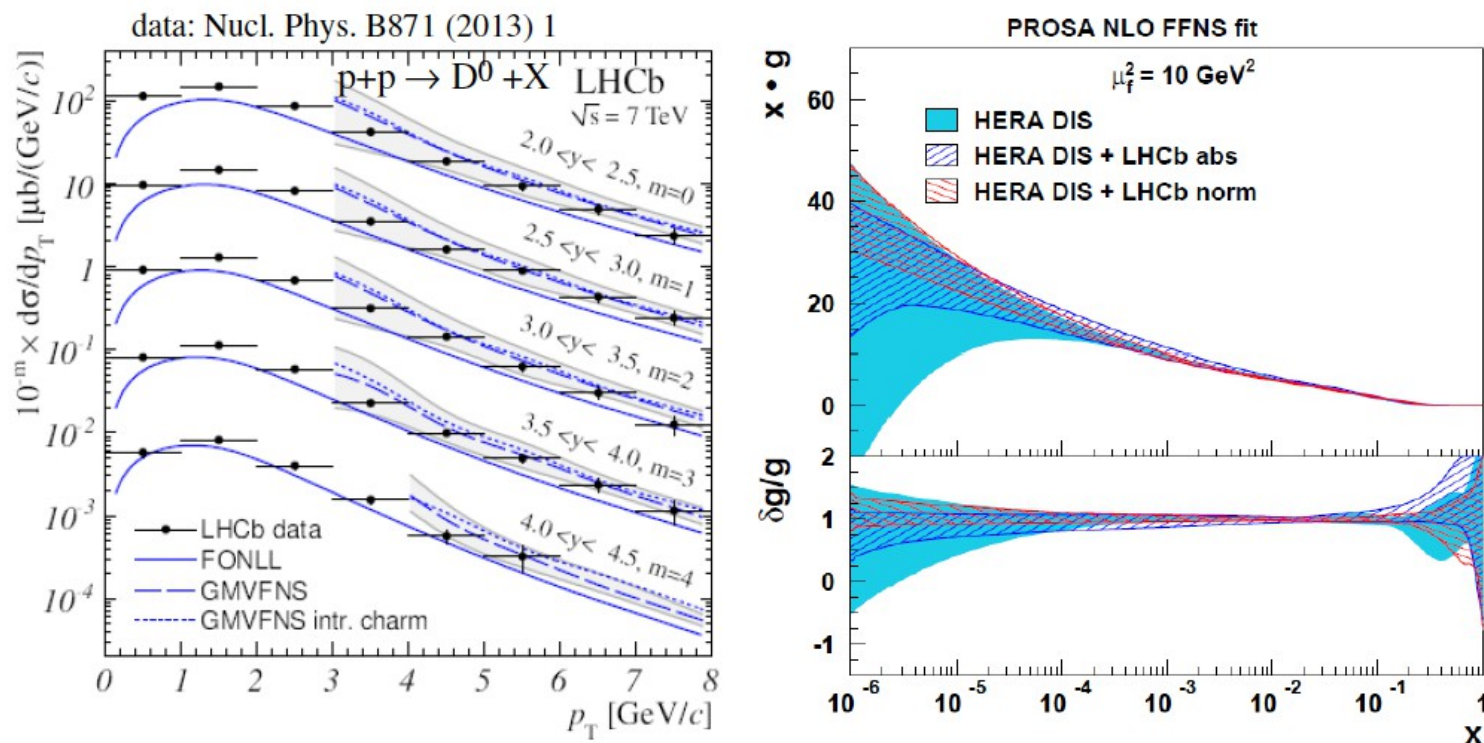 data: Nucl. Phys. B871 (2013) 1
p+p → D⁰ +X LHCb
√s = 7 TeV
10⁻ᵐ × dσ/dp_T [μb/(GeV/c)]
10²
10
1
10⁻¹
10⁻²
10⁻³
10⁻⁴
2.0 <y< 2.5, m=0
2.5 <y< 3.0, m=1
3.0 <y< 3.5, m=2
3.5 <y< 4.0, m=3
4.0 <y< 4.5, m=4
LHCb data
FONLL
GMVFNS
GMVFNS intr. charm
0 1 2 3 4 5 6 7 8
p_T [GeV/c]
PROSA NLO FFNS fit
μ_f² = 10 GeV²
HERA DIS
HERA DIS + LHCb abs
HERA DIS + LHCb norm
x • g
60
40
20
0
δg/g
2
1
0
-1
10⁻⁶ 10⁻⁵ 10⁻⁴ 10⁻³ 10⁻² 10⁻¹ 1
x